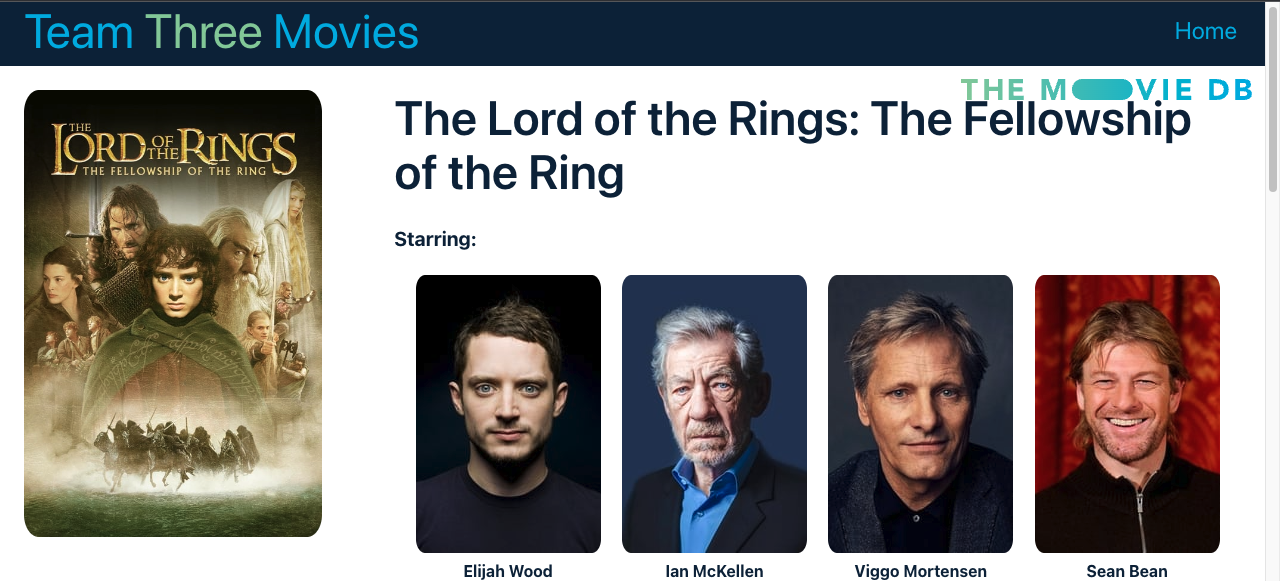 Team Three Movies
Home
THE MOVIE DB
THE
LORD OF THE RINGS
THE FELLOWSHIP OF THE RING
The Lord of the Rings: The Fellowship
of the Ring
Starring:
Elijah Wood
Ian McKellen
Viggo Mortensen
Sean Bean